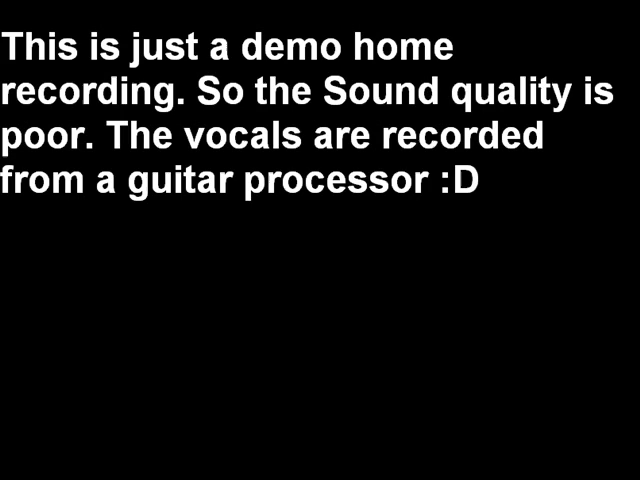 This is just a demo home
recording. So the Sound quality is
poor. The vocals are recorded
from a guitar processor :D